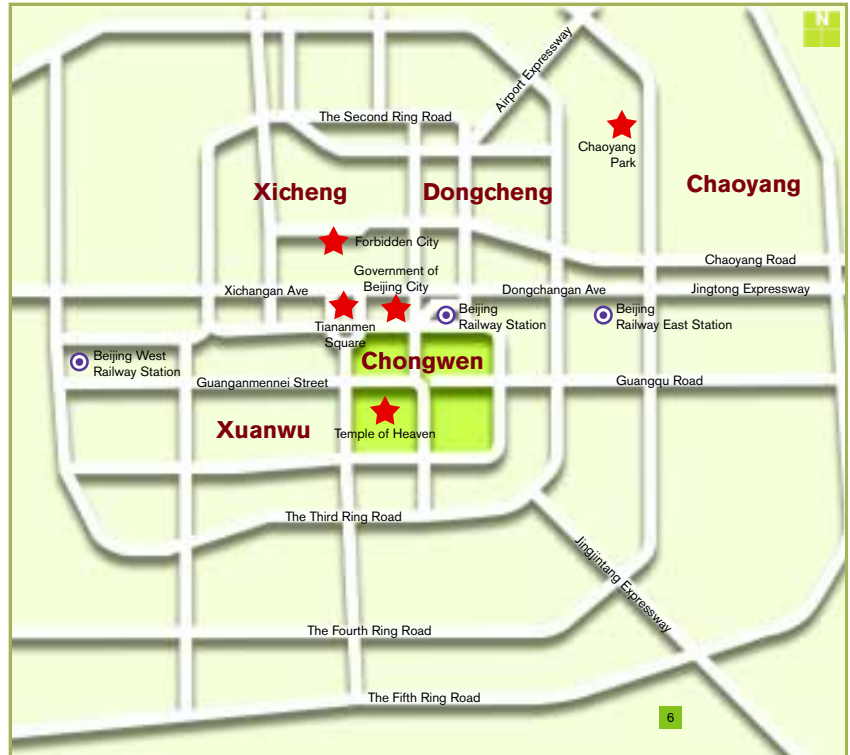 N
Airport Expressway
The Second Ring Road
Chaoyang
Park
Xicheng
Dongcheng
Chaoyang
Forbidden City
Chaoyang Road
Government of
Beijing City
Xichangan Ave
Dongchangan Ave
Jingtong Expressway
Tiananmen
Square
Beijing
Railway Station
Beijing
Railway East Station
Beijing West
Railway Station
Chongwen
Guanganmennei Street
Guangqu Road
Xuanwu
Temple of Heaven
The Third Ring Road
Jingjintang Expressway
The Fourth Ring Road
The Fifth Ring Road
6